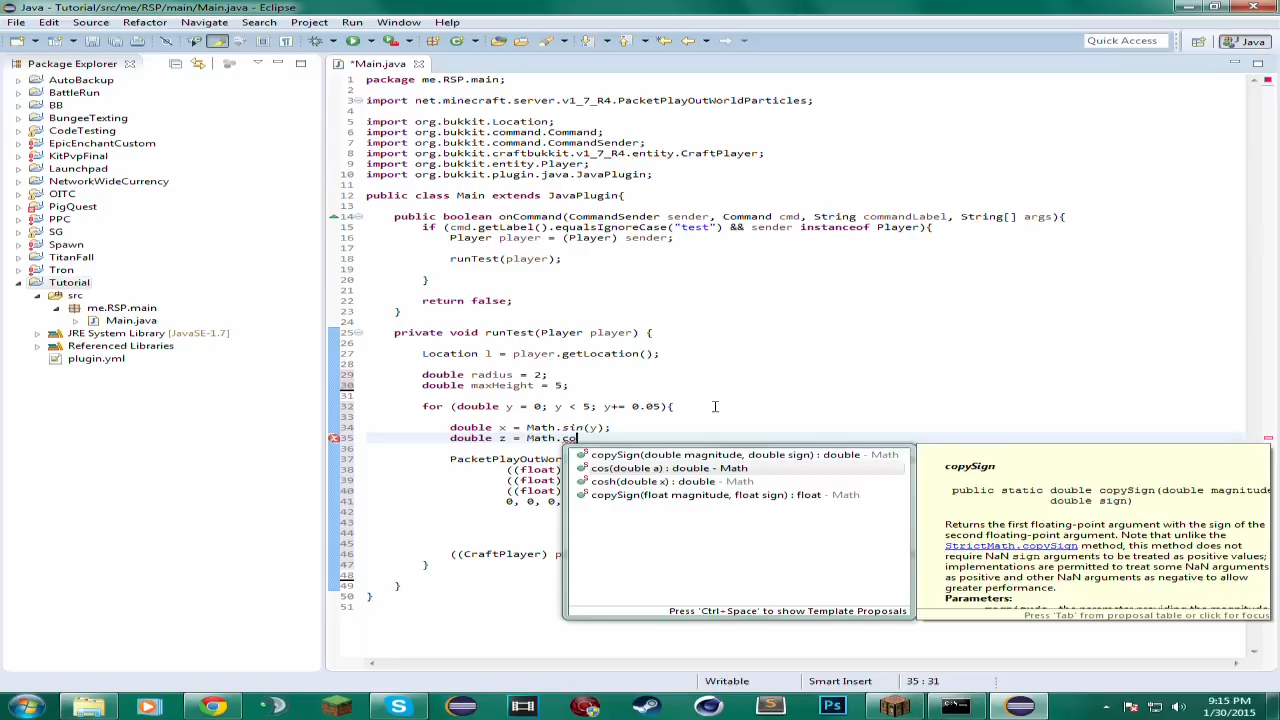 Java - Tutorial/src/me/RSP/main/Main.java - Eclipse
File Edit Source Refactor Navigate Search Project Run Window Help
Quick Access
Java
Package Explorer
*Main.java
AutoBackup
BattleRun
BB
BungeeTexting
CodeTesting
EpicEnchantCustom
KitPvpFinal
Launchpad
NetworkWideCurrency
OITC
PigQuest
PPC
SG
Spawn
TitanFall
Tron
Tutorial
src
me.RSP.main
Main.java
JRE System Library [JavaSE-1.7]
Referenced Libraries
plugin.yml
1 package me.RSP.main;
2
3 import net.minecraft.server.v1_7_R4.PacketPlayOutWorldParticles;
4
5 import org.bukkit.Location;
6 import org.bukkit.command.Command;
7 import org.bukkit.command.CommandSender;
8 import org.bukkit.craftbukkit.v1_7_R4.entity.CraftPlayer;
9 import org.bukkit.entity.Player;
10 import org.bukkit.plugin.java.JavaPlugin;
11
12 public class Main extends JavaPlugin{
13
14 public boolean onCommand(CommandSender sender, Command cmd, String commandLabel, String[] args){
15 if (cmd.getLabel().equalsIgnoreCase("test") && sender instanceof Player){
16 Player player = (Player) sender;
17
18 runTest(player);
19
20 }
21
22 return false;
23 }
24
25 private void runTest(Player player) {
26
27 Location l = player.getLocation();
28
29 double radius = 2;
30 double maxHeight = 5;
31
32 for (double y = 0; y < 5; y+= 0.05){
33
34 double x = Math.sin(y);
35 double z = Math.co
36
37 PacketPlayOutWor
38 ((float)
39 ((float)
40 ((float)
41 0, 0, 0,
42
43
44
45
46 ((CraftPlayer) p
47 }
48
49 }
50 }
51
copySign(double magnitude, double sign) : double - Math
cos(double a) : double - Math
cosh(double x) : double - Math
copySign(float magnitude, float sign) : float - Math
Press 'Ctrl+Space' to show Template Proposals
copySign
public static double copySign(double magnitude
double sign)
Returns the first floating-point argument with the sign of the
second floating-point argument. Note that unlike the
StrictMath.copySign method, this method does not
require NaN sign arguments to be treated as positive values;
implementations are permitted to treat some NaN arguments
as positive and other NaN arguments as negative to allow
greater performance.
Parameters:
Press 'Tab' from proposal table or click for focus
Writable
Smart Insert
35 : 31
9:15 PM
1/30/2015